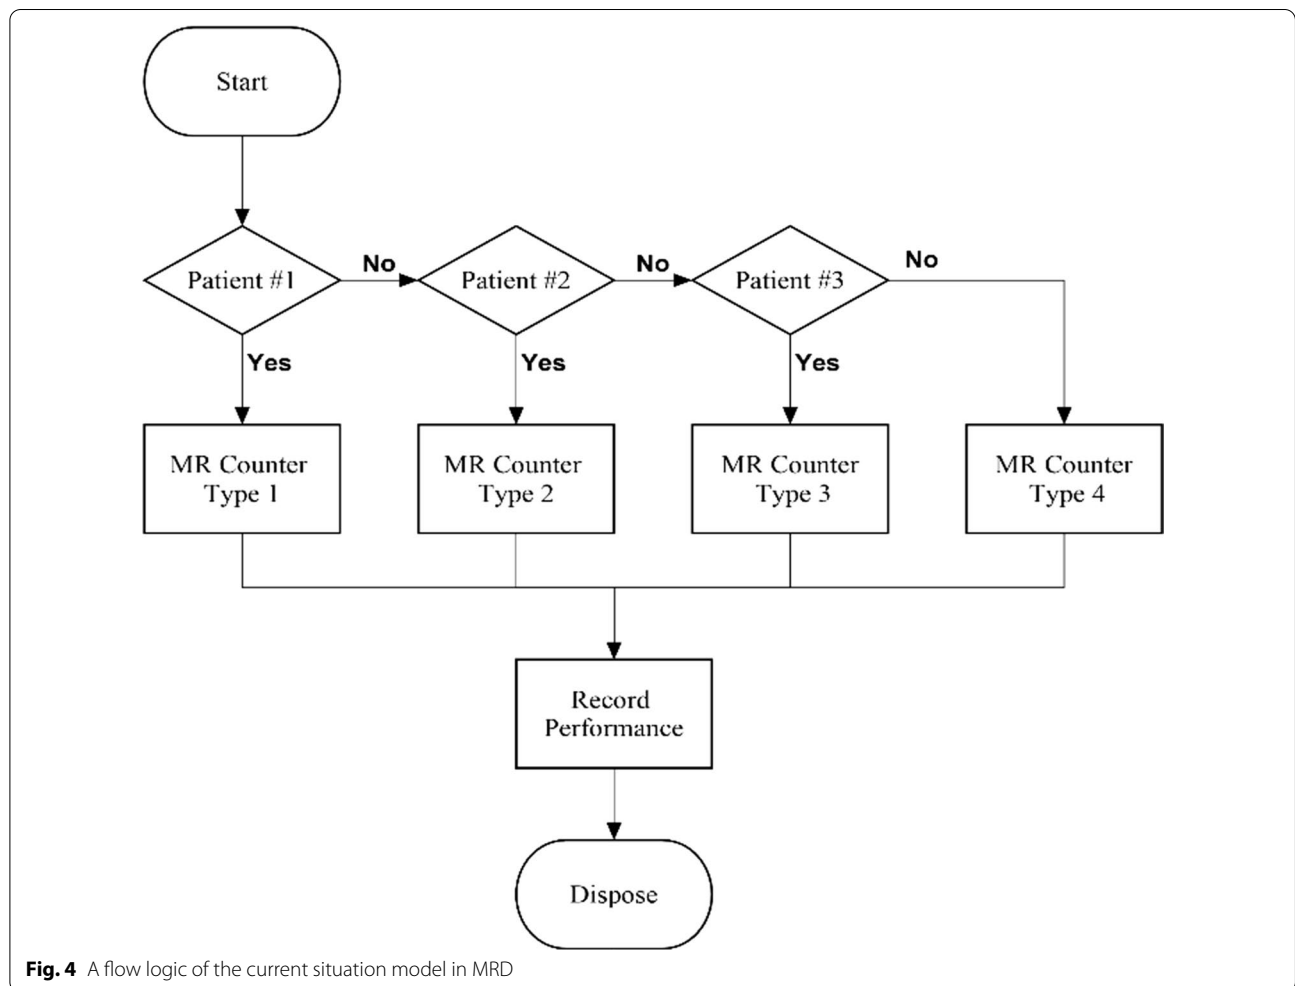 Start
Patient #1
No
Patient #2
No
Patient #3
No
Yes
Yes
Yes
MR Counter
Type 1
MR Counter
Type 2
MR Counter
Type 3
MR Counter
Type 4
Record
Performance
Dispose
Fig. 4 A flow logic of the current situation model in MRD